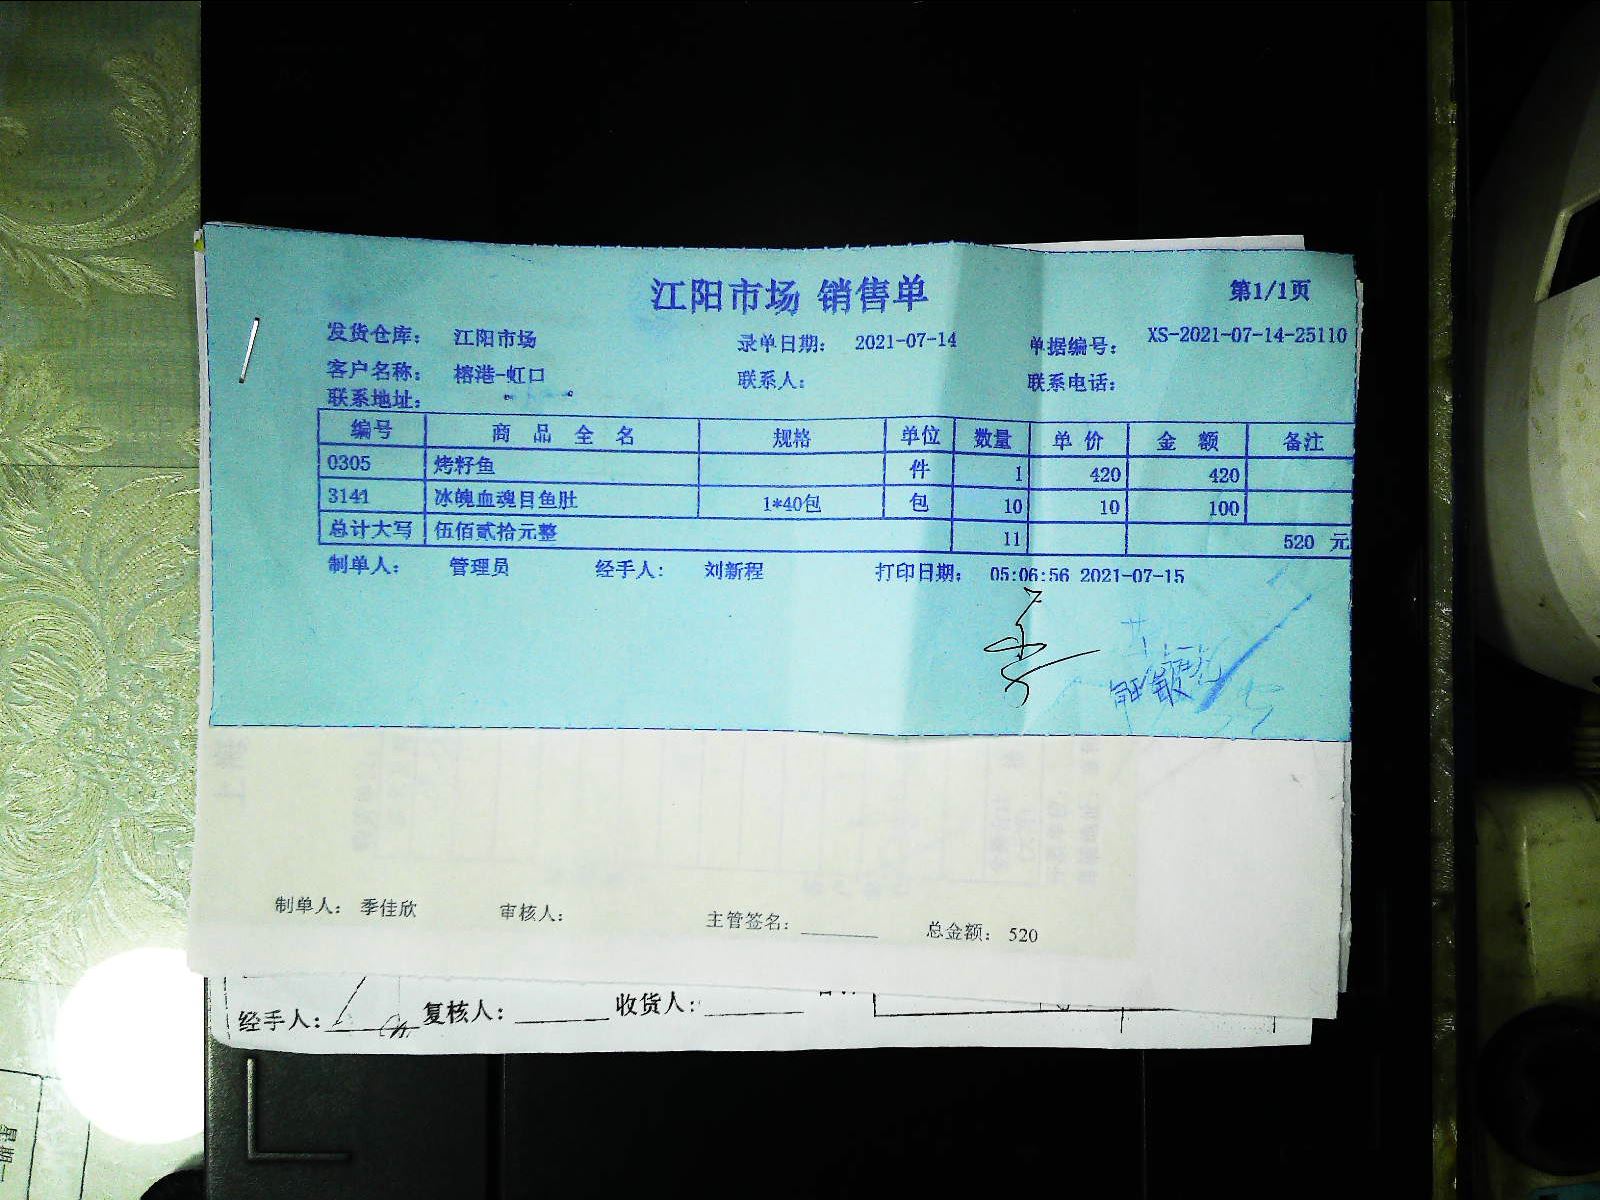 江阳市场 销售单
第1/1页
发货仓库： 江阳市场 录单日期： 2021-07-14 单据编号： XS-2021-07-14-25110
客户名称： 榕港-虹口 联系人： 联系电话：
联系地址：
编号 商品全名 规格 单位 数量 单价 金额 备注
0305 烤籽鱼 件 1 420 420
3141 冰魄血魂目鱼肚 1*40包 包 10 10 100
总计大写 伍佰贰拾元整 11 520 元
制单人： 管理员 经手人： 刘新程 打印日期： 05:06:56 2021-07-15
制单人： 季佳欣 审核人： 主管签名： 总金额： 520
经手人： 复核人： 收货人：